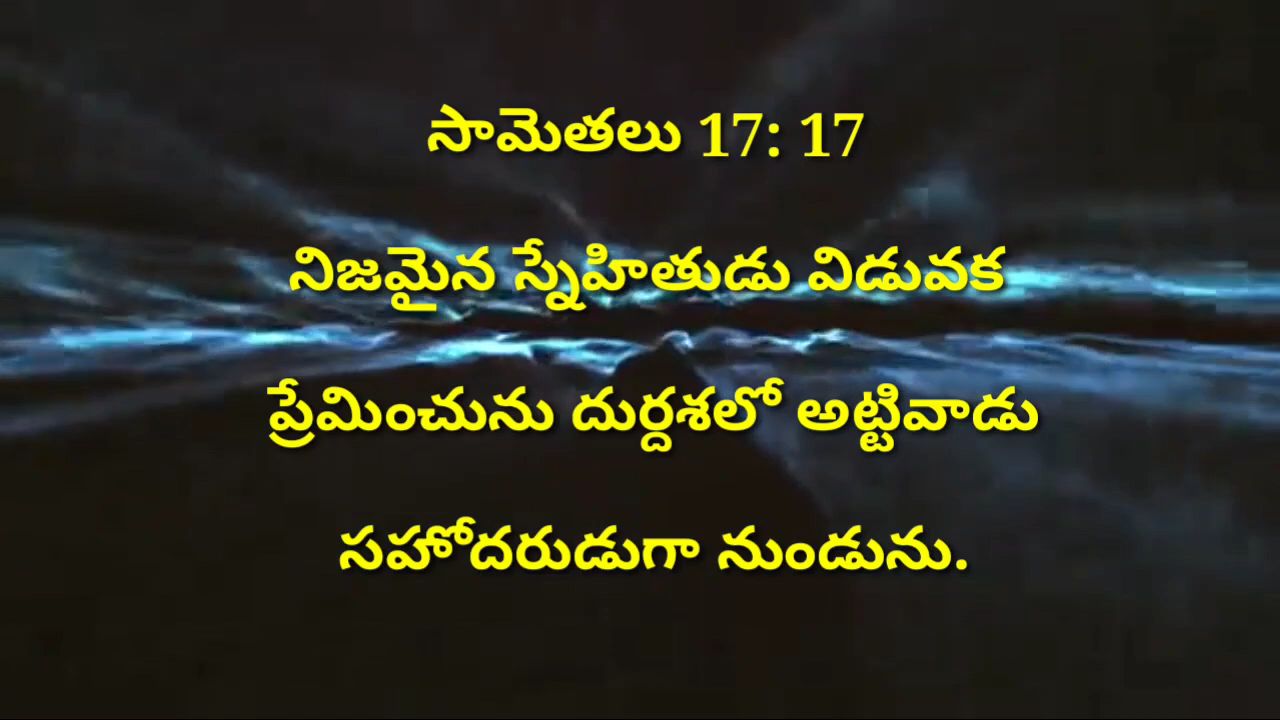 సామెతలు 17: 17
నిజమైన స్నేహితుడు విడువక
ప్రేమించును దుర్దశలో అట్టివాడు
సహోదరుడుగా నుండును.